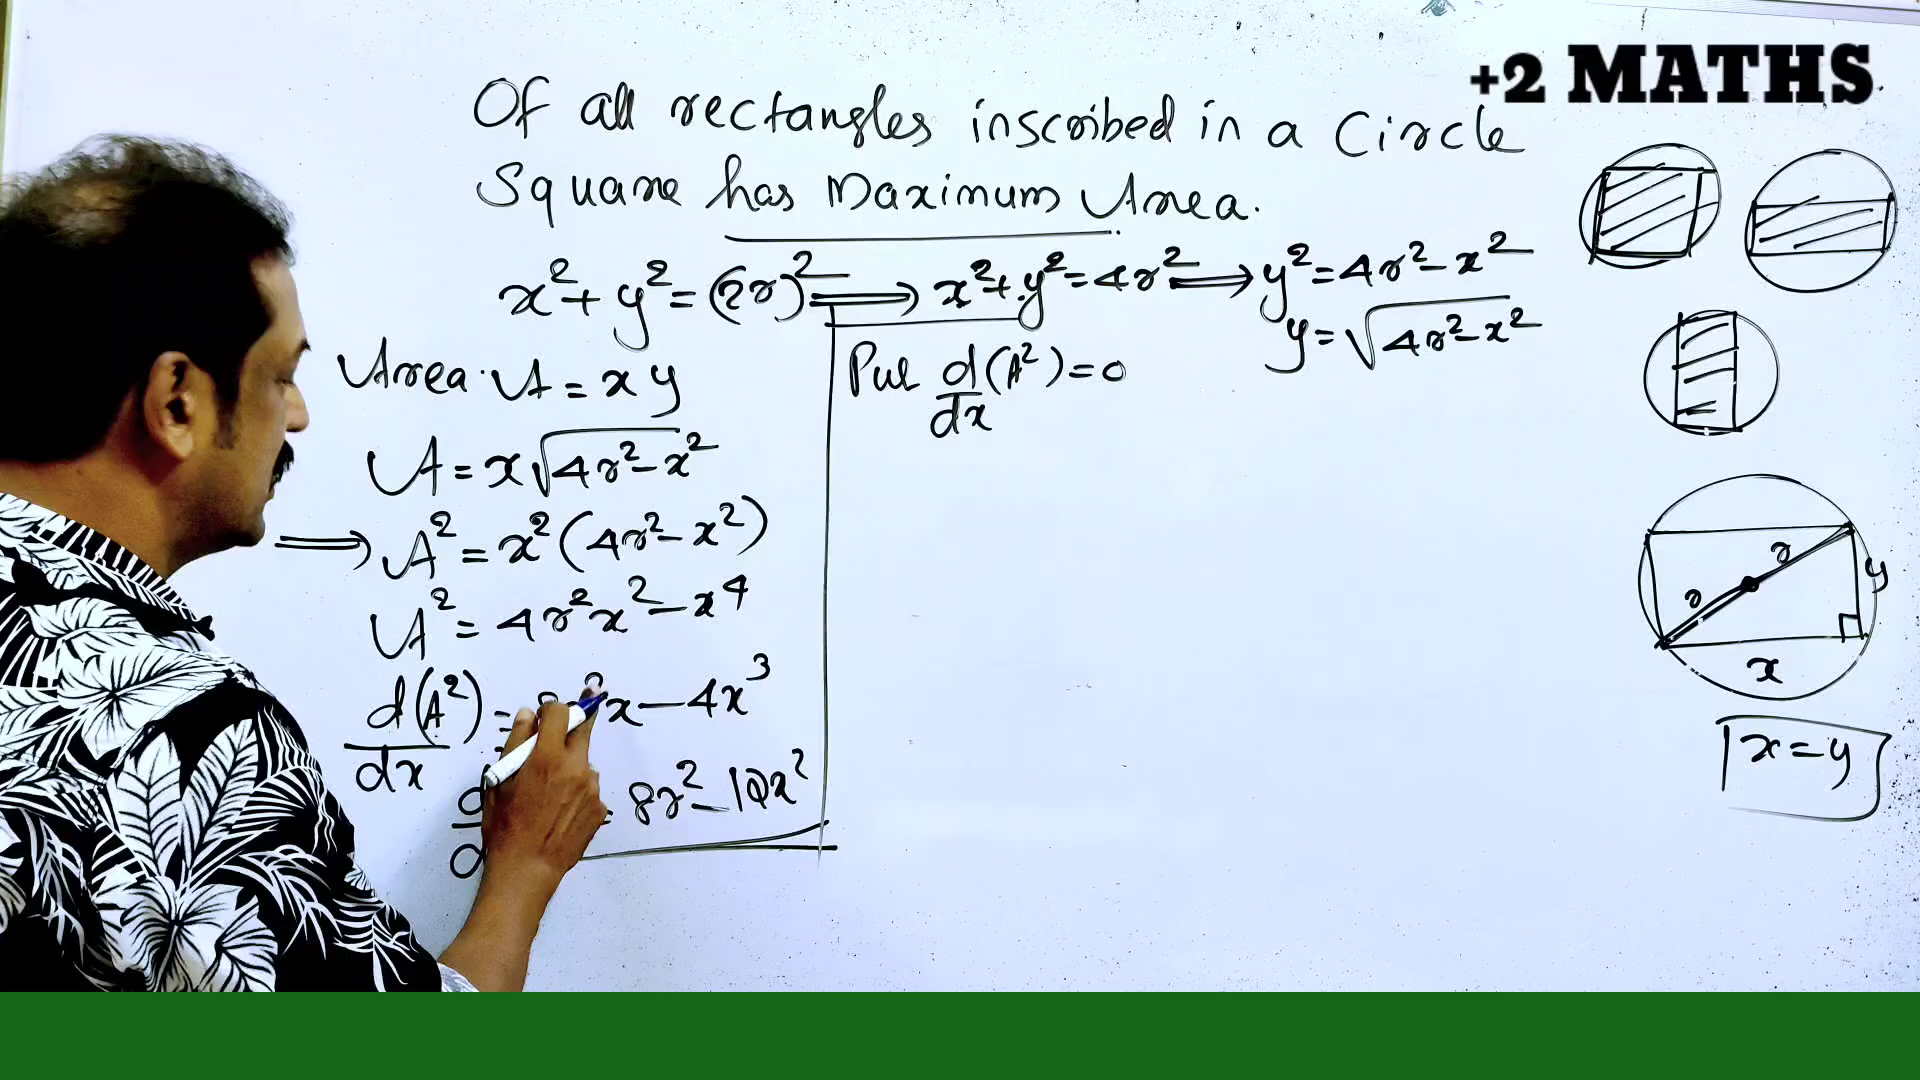 +2 MATHS
Of all rectangles inscribed in a Circle
Square has Maximum Area.
x²+ y² = (2r)² ⟹ x²+y² = 4r² ⟹ y² = 4r² - x²
y = √(4r² - x²)
Area A = xy
A = x√(4r² - x²)
⟹ A² = x²(4r² - x²)
A² = 4r²x² - x⁴
d(A²)/dx = 8r²x - 4x³
= 8r² - 12x²
Put d/dx (A²) = 0
r
r
y
x
x = y